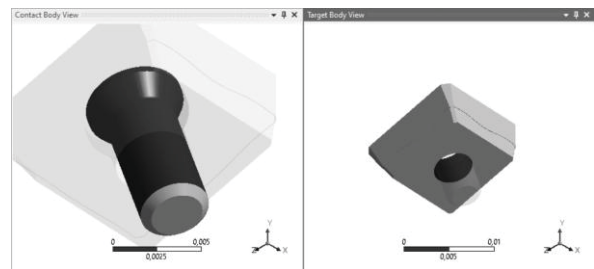 Contact Body View
0
0,005
0,0025
Y
Z
X
Target Body View
0
0,01
0,005
Y
Z
X